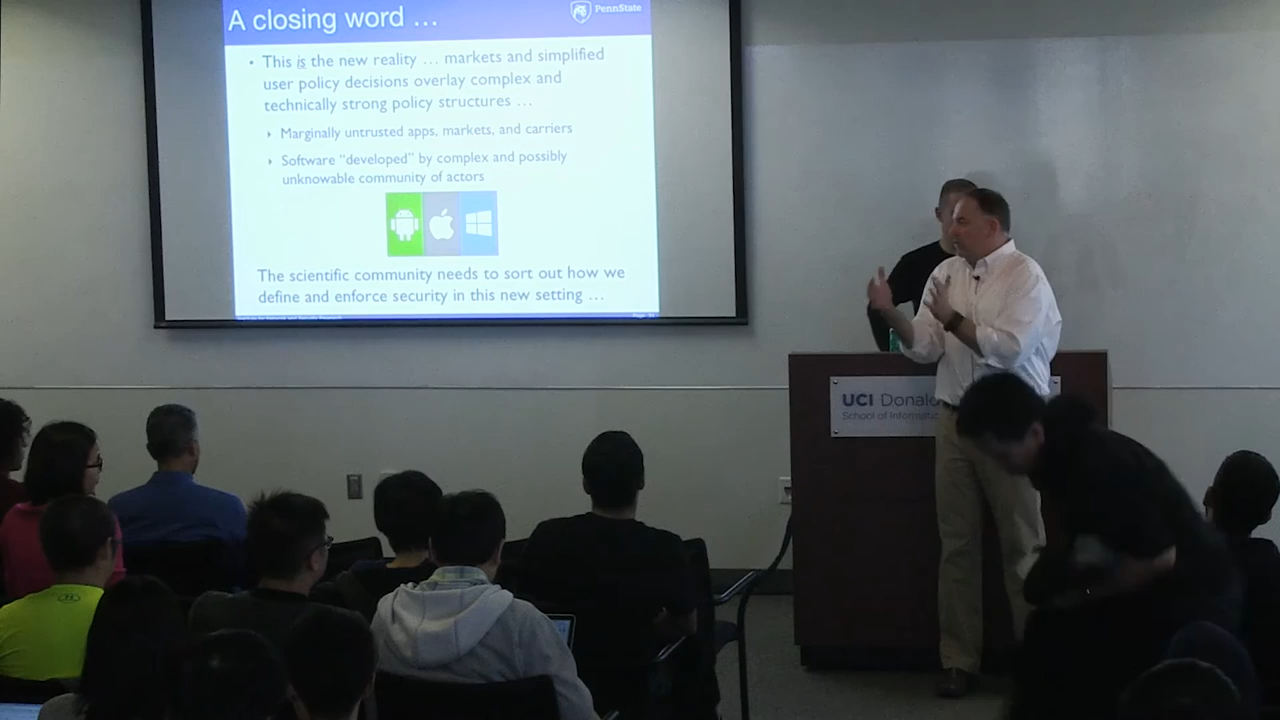 A closing word …
PennState
• This is the new reality … markets and simplified
user policy decisions overlay complex and
technically strong policy structures …
Marginally untrusted apps, markets, and carriers
Software “developed” by complex and possibly
unknowable community of actors
The scientific community needs to sort out how we
define and enforce security in this new setting …
Page
UCI Donald
School of Informatic